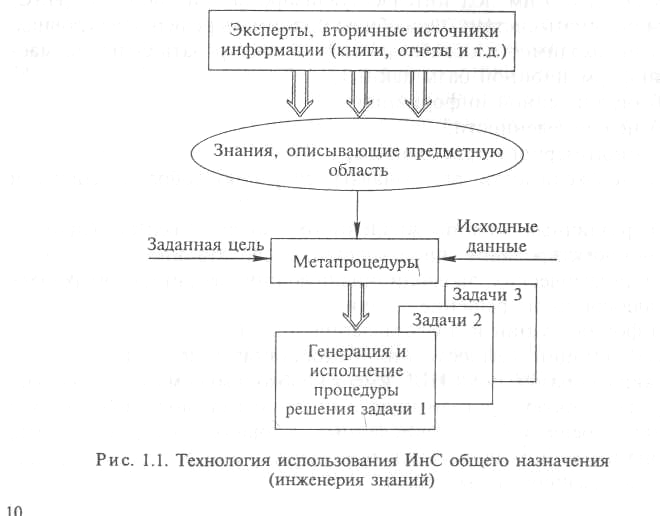 Эксперты, вторичные источники
информации (книги, отчеты и т.д.)
Знания, описывающие предметную
область
Заданная цель
Исходные
данные
Метапроцедуры
Задачи 3
Задачи 2
Генерация и
исполнение
процедуры
решения задачи 1
Рис. 1.1. Технология использования ИнС общего назначения
(инженерия знаний)
10